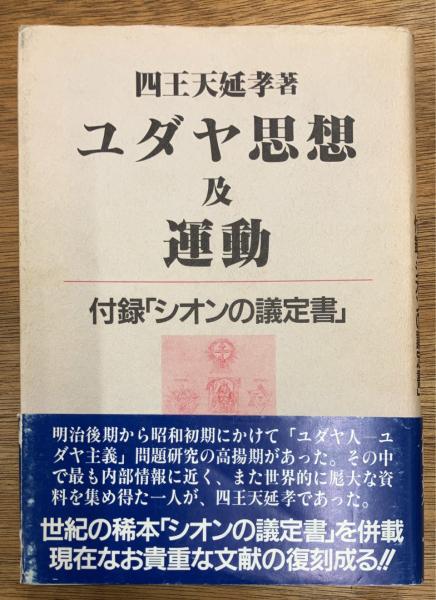 四王天延孝著
ユダヤ思想
及
運動
付録「シオンの議定書」
明治後期から昭和初期にかけて「ユダヤ人―ユ
ダヤ主義」問題研究の高揚期があった。その中
で最も内部情報に近く、また世界的に厖大な資
料を集め得た一人が、四王天延孝であった。
世紀の稀本「シオンの議定書」を併載
現在なお貴重な文献の復刻成る!!